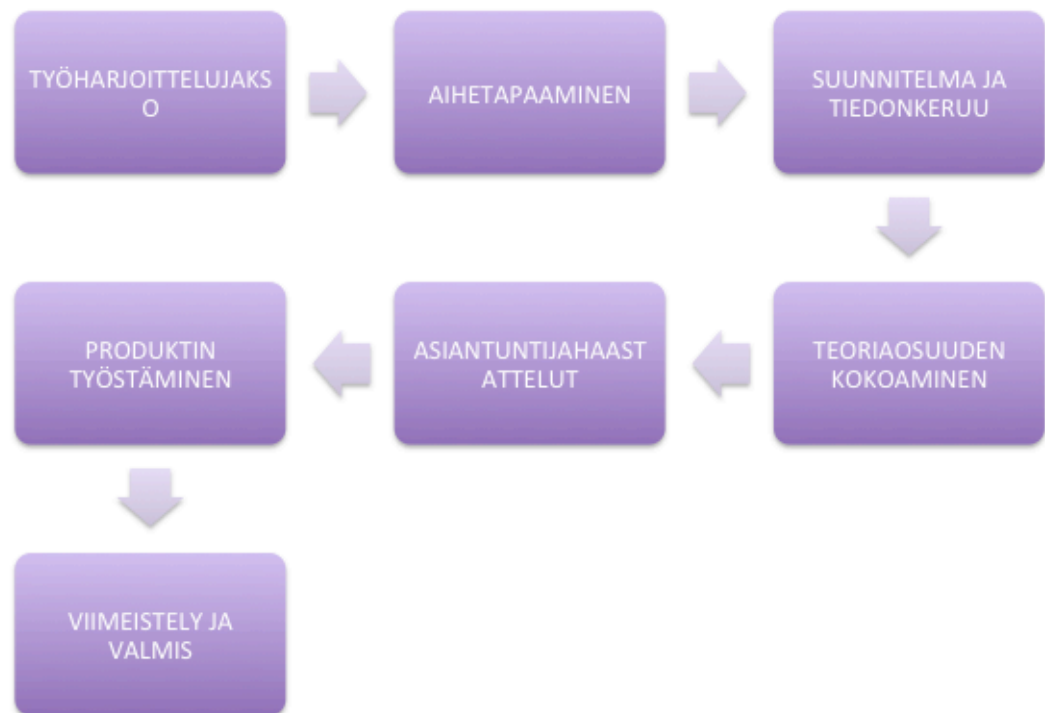 TYÖHARJOITTELUJAKS
O
AIHETAPAAMINEN
SUUNNITELMA JA
TIEDONKERUU
TEORIAOSUUDEN
KOKOAMINEN
ASIANTUNTIJAHAAST
ATTELUT
PRODUKTIN
TYÖSTÄMINEN
VIIMEISTELY JA
VALMIS